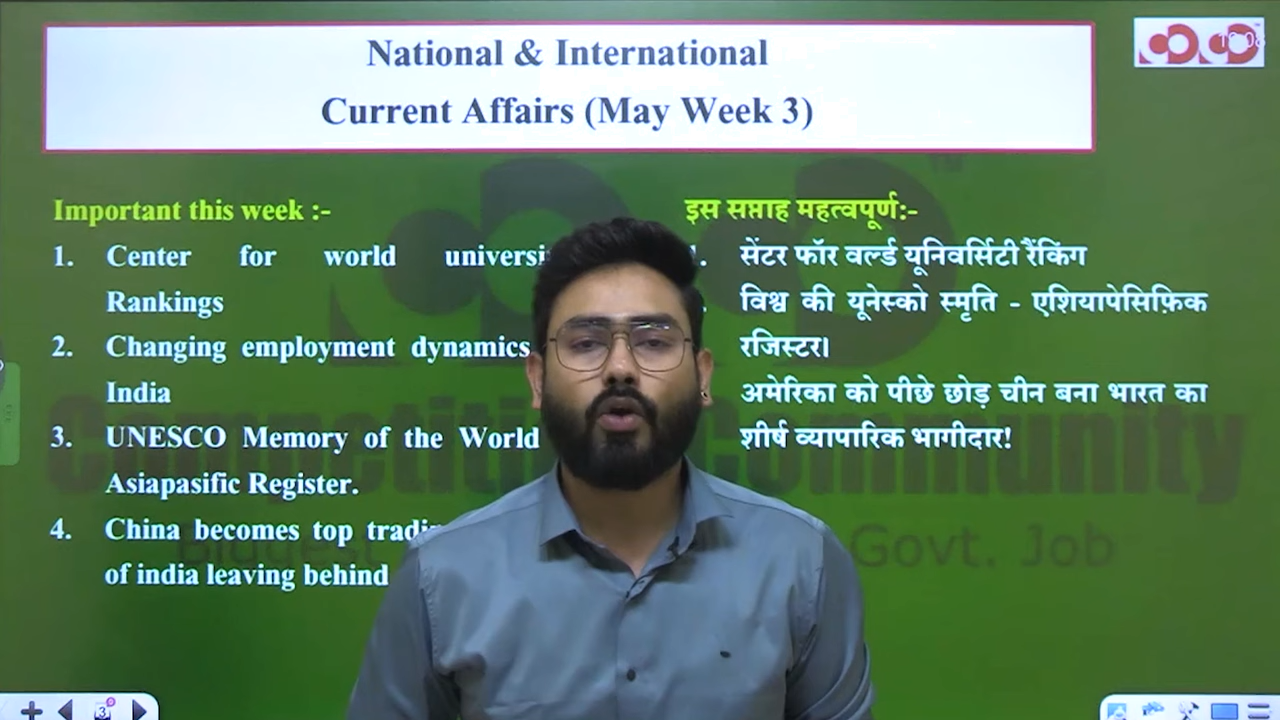 National & International
Current Affairs (May Week 3)
Important this week :-
1. Center for world
Rankings
2. Changing employment dynamics
India
3. UNESCO Memory of the World
Asiapasific Register.
4. China becomes top
of india leaving behind
इस सप्ताह महत्वपूर्ण:-
सेंटर फॉर वर्ल्ड यूनिवर्सिटी रैंकिंग
विश्व की यूनेस्को स्मृति - एशियापेसिफ़िक
रजिस्टर।
अमेरिका को पीछे छोड़ चीन बना भारत का
शीर्ष व्यापारिक भागीदार!
Govt. Job